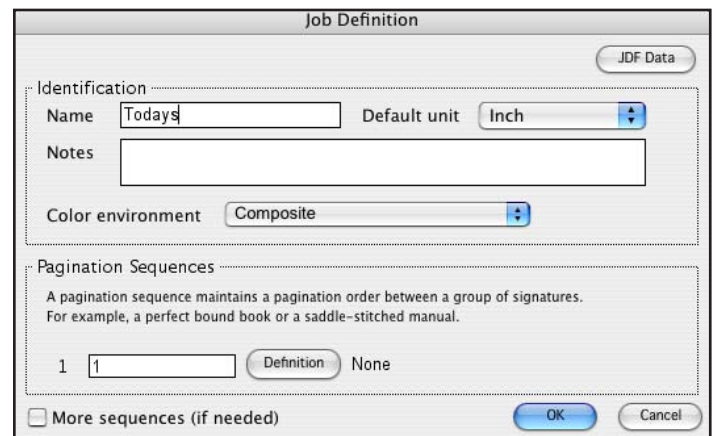 Job Definition
JDF Data
Identification
Name Todays Default unit Inch
Notes
Color environment Composite
Pagination Sequences
A pagination sequence maintains a pagination order between a group of signatures.
For example, a perfect bound book or a saddle-stitched manual.
1 1 Definition None
More sequences (if needed) OK Cancel